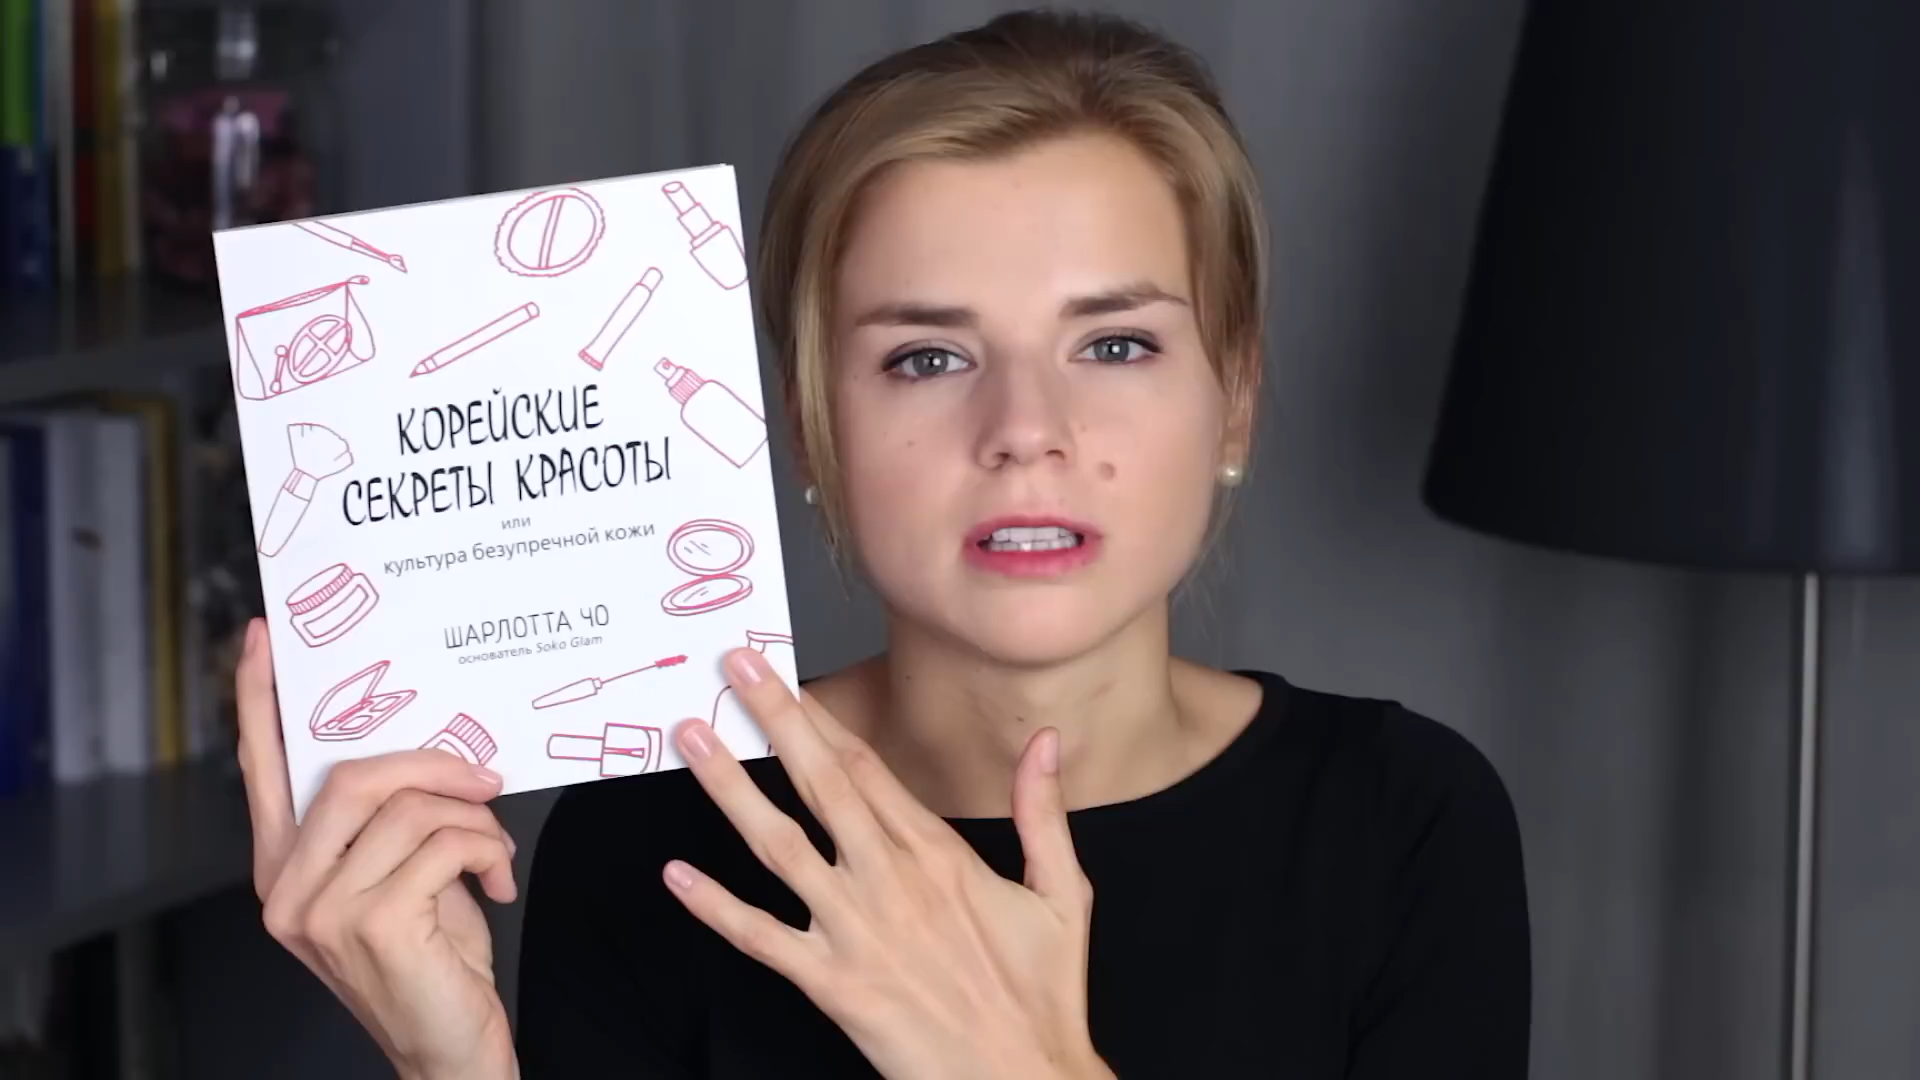 КОРЕЙСКИЕ
СЕКРЕТЫ КРАСОТЫ
или
культура безупречной кожи
ШАРЛОТТА ЧО
основатель Soko Glam